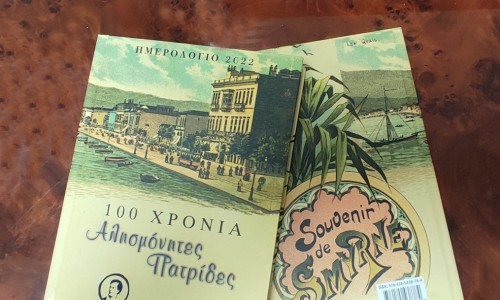 ΗΜΕΡΟΛΟΓΙΟ 2022
100 ΧΡΟΝΙΑ
Αλησμόνητες
Πατρίδες
Souvenir
de
SMYRNE